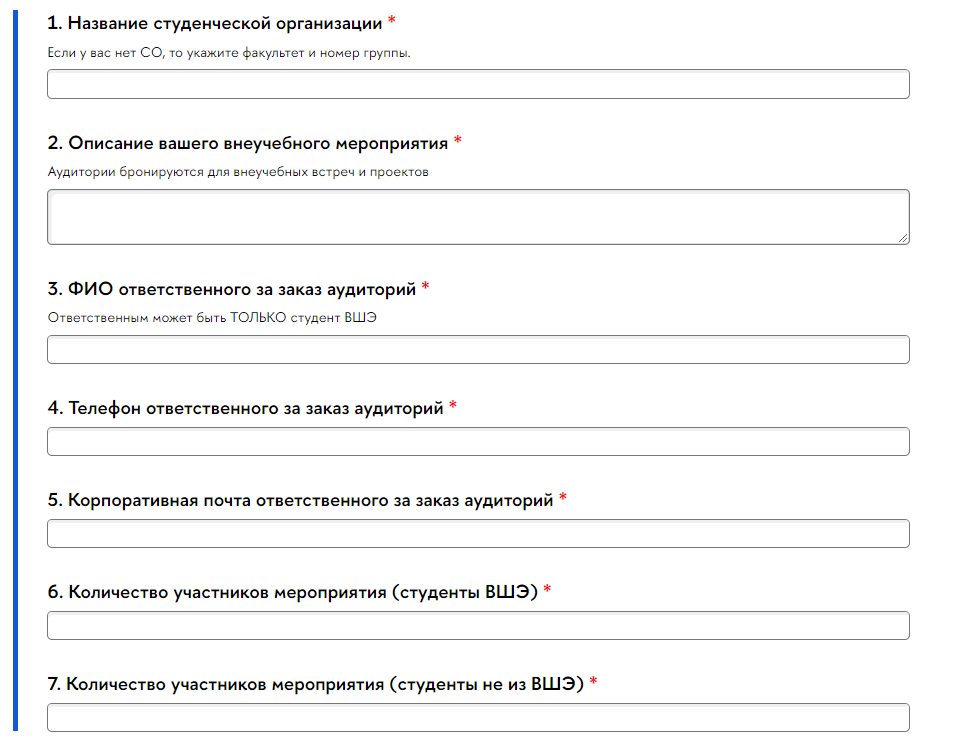 1. Название студенческой организации *
Если у вас нет СО, то укажите факультет и номер группы.
2. Описание вашего внеучебного мероприятия *
Аудитории бронируются для внеучебных встреч и проектов
3. ФИО ответственного за заказ аудиторий *
Ответственным может быть ТОЛЬКО студент ВШЭ
4. Телефон ответственного за заказ аудиторий *
5. Корпоративная почта ответственного за заказ аудиторий *
6. Количество участников мероприятия (студенты ВШЭ) *
7. Количество участников мероприятия (студенты не из ВШЭ) *